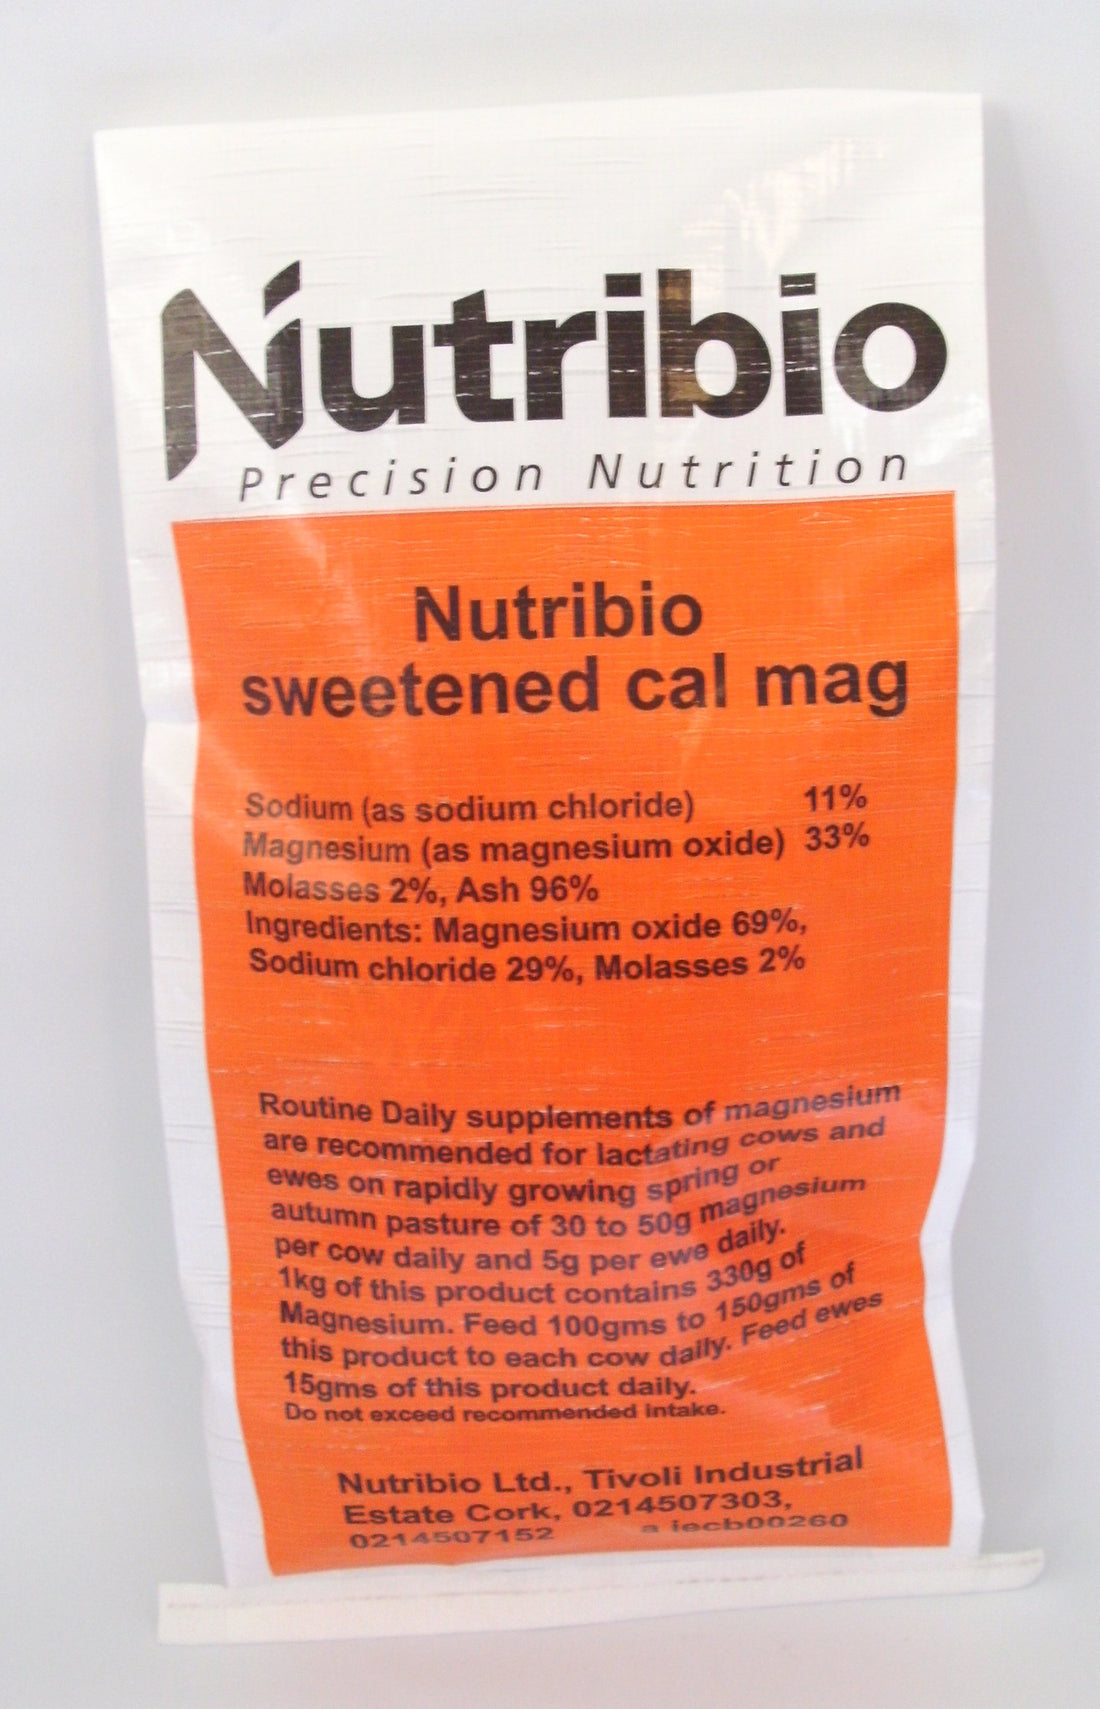 Nutribio
Precision Nutrition
Nutribio
sweetened cal mag
Sodium (as sodium chloride) 11%
Magnesium (as magnesium oxide) 33%
Molasses 2%, Ash 96%
Ingredients: Magnesium oxide 69%,
Sodium chloride 29%, Molasses 2%
Routine Daily supplements of magnesium
are recommended for lactating cows and
ewes on rapidly growing spring or
autumn pasture of 30 to 50g magnesium
per cow daily and 5g per ewe daily.
1kg of this product contains 330g of
Magnesium. Feed 100gms to 150gms of
this product to each cow daily. Feed ewes
15gms of this product daily.
Do not exceed recommended intake.
Nutribio Ltd., Tivoli Industrial
Estate Cork, 0214507303,
0214507152 a iecb00260